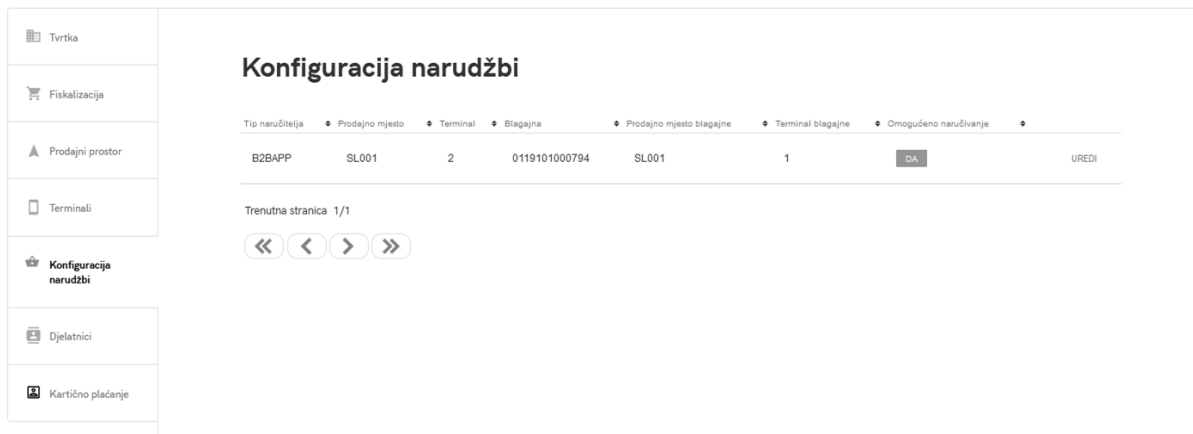 Tvrtka
Fiskalizacija
Prodajni prostor
Terminali
Konfiguracija
narudžbi
Djelatnici
Kartično plaćanje
Konfiguracija narudžbi
Tip naručitelja Prodajno mjesto Terminal Blagajna Prodajno mjesto blagajne Terminal blagajne Omogućeno naručivanje
B2BAPP SL001 2 0119101000794 SL001 1 DA UREDI
Trenutna stranica 1/1